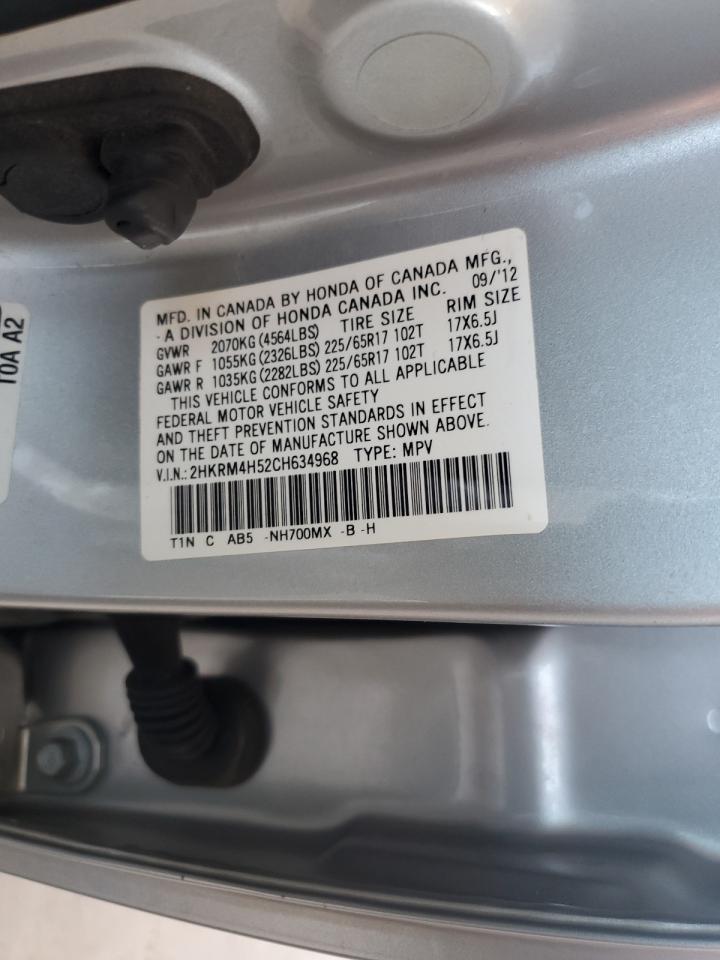 MFD. IN CANADA BY HONDA OF CANADA MFG.,
- A DIVISION OF HONDA CANADA INC. 09/'12
GVWR 2070KG (4564LBS) TIRE SIZE RIM SIZE
GAWR F 1055KG (2326LBS) 225/65R17 102T 17X6.5J
GAWR R 1035KG (2282LBS) 225/65R17 102T 17X6.5J
THIS VEHICLE CONFORMS TO ALL APPLICABLE
FEDERAL MOTOR VEHICLE SAFETY
AND THEFT PREVENTION STANDARDS IN EFFECT
ON THE DATE OF MANUFACTURE SHOWN ABOVE.
V.I.N.: 2HKRM4H52CH634968 TYPE: MPV
T1N C AB5 -NH700MX -B -H
T0A A2